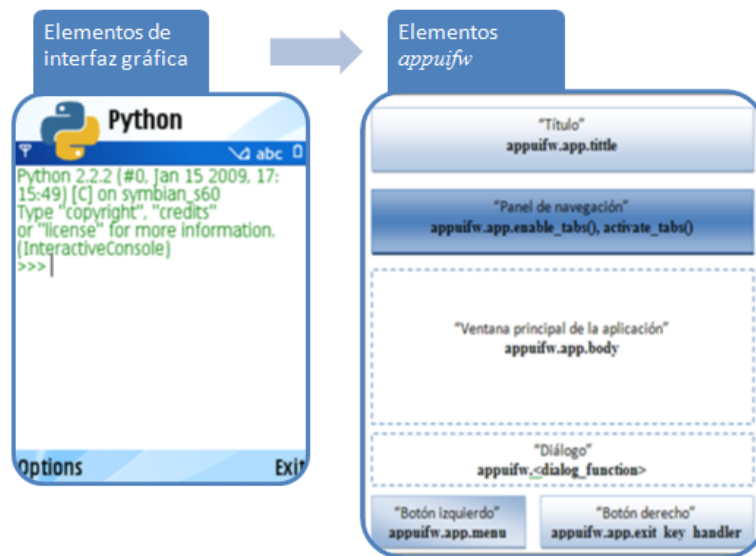 Elementos de
interfaz gráfica
Elementos
appuifw
Python
abc
Python 2.2.2 (#0, Jan 15 2009, 17:
15:49) [C] on symbian_s60
Type "copyright", "credits"
or "license" for more information.
(InteractiveConsole)
>>>
Options
Exit
“Título”
appuifw.app.tittle
“Panel de navegación”
appuifw.app.enable_tabs(), activate_tabs()
“Ventana principal de la aplicación”
appuifw.app.body
“Diálogo”
appuifw.<dialog_function>
“Botón izquierdo”
appuifw.app.menu
“Botón derecho”
appuifw.app.exit_key_handler